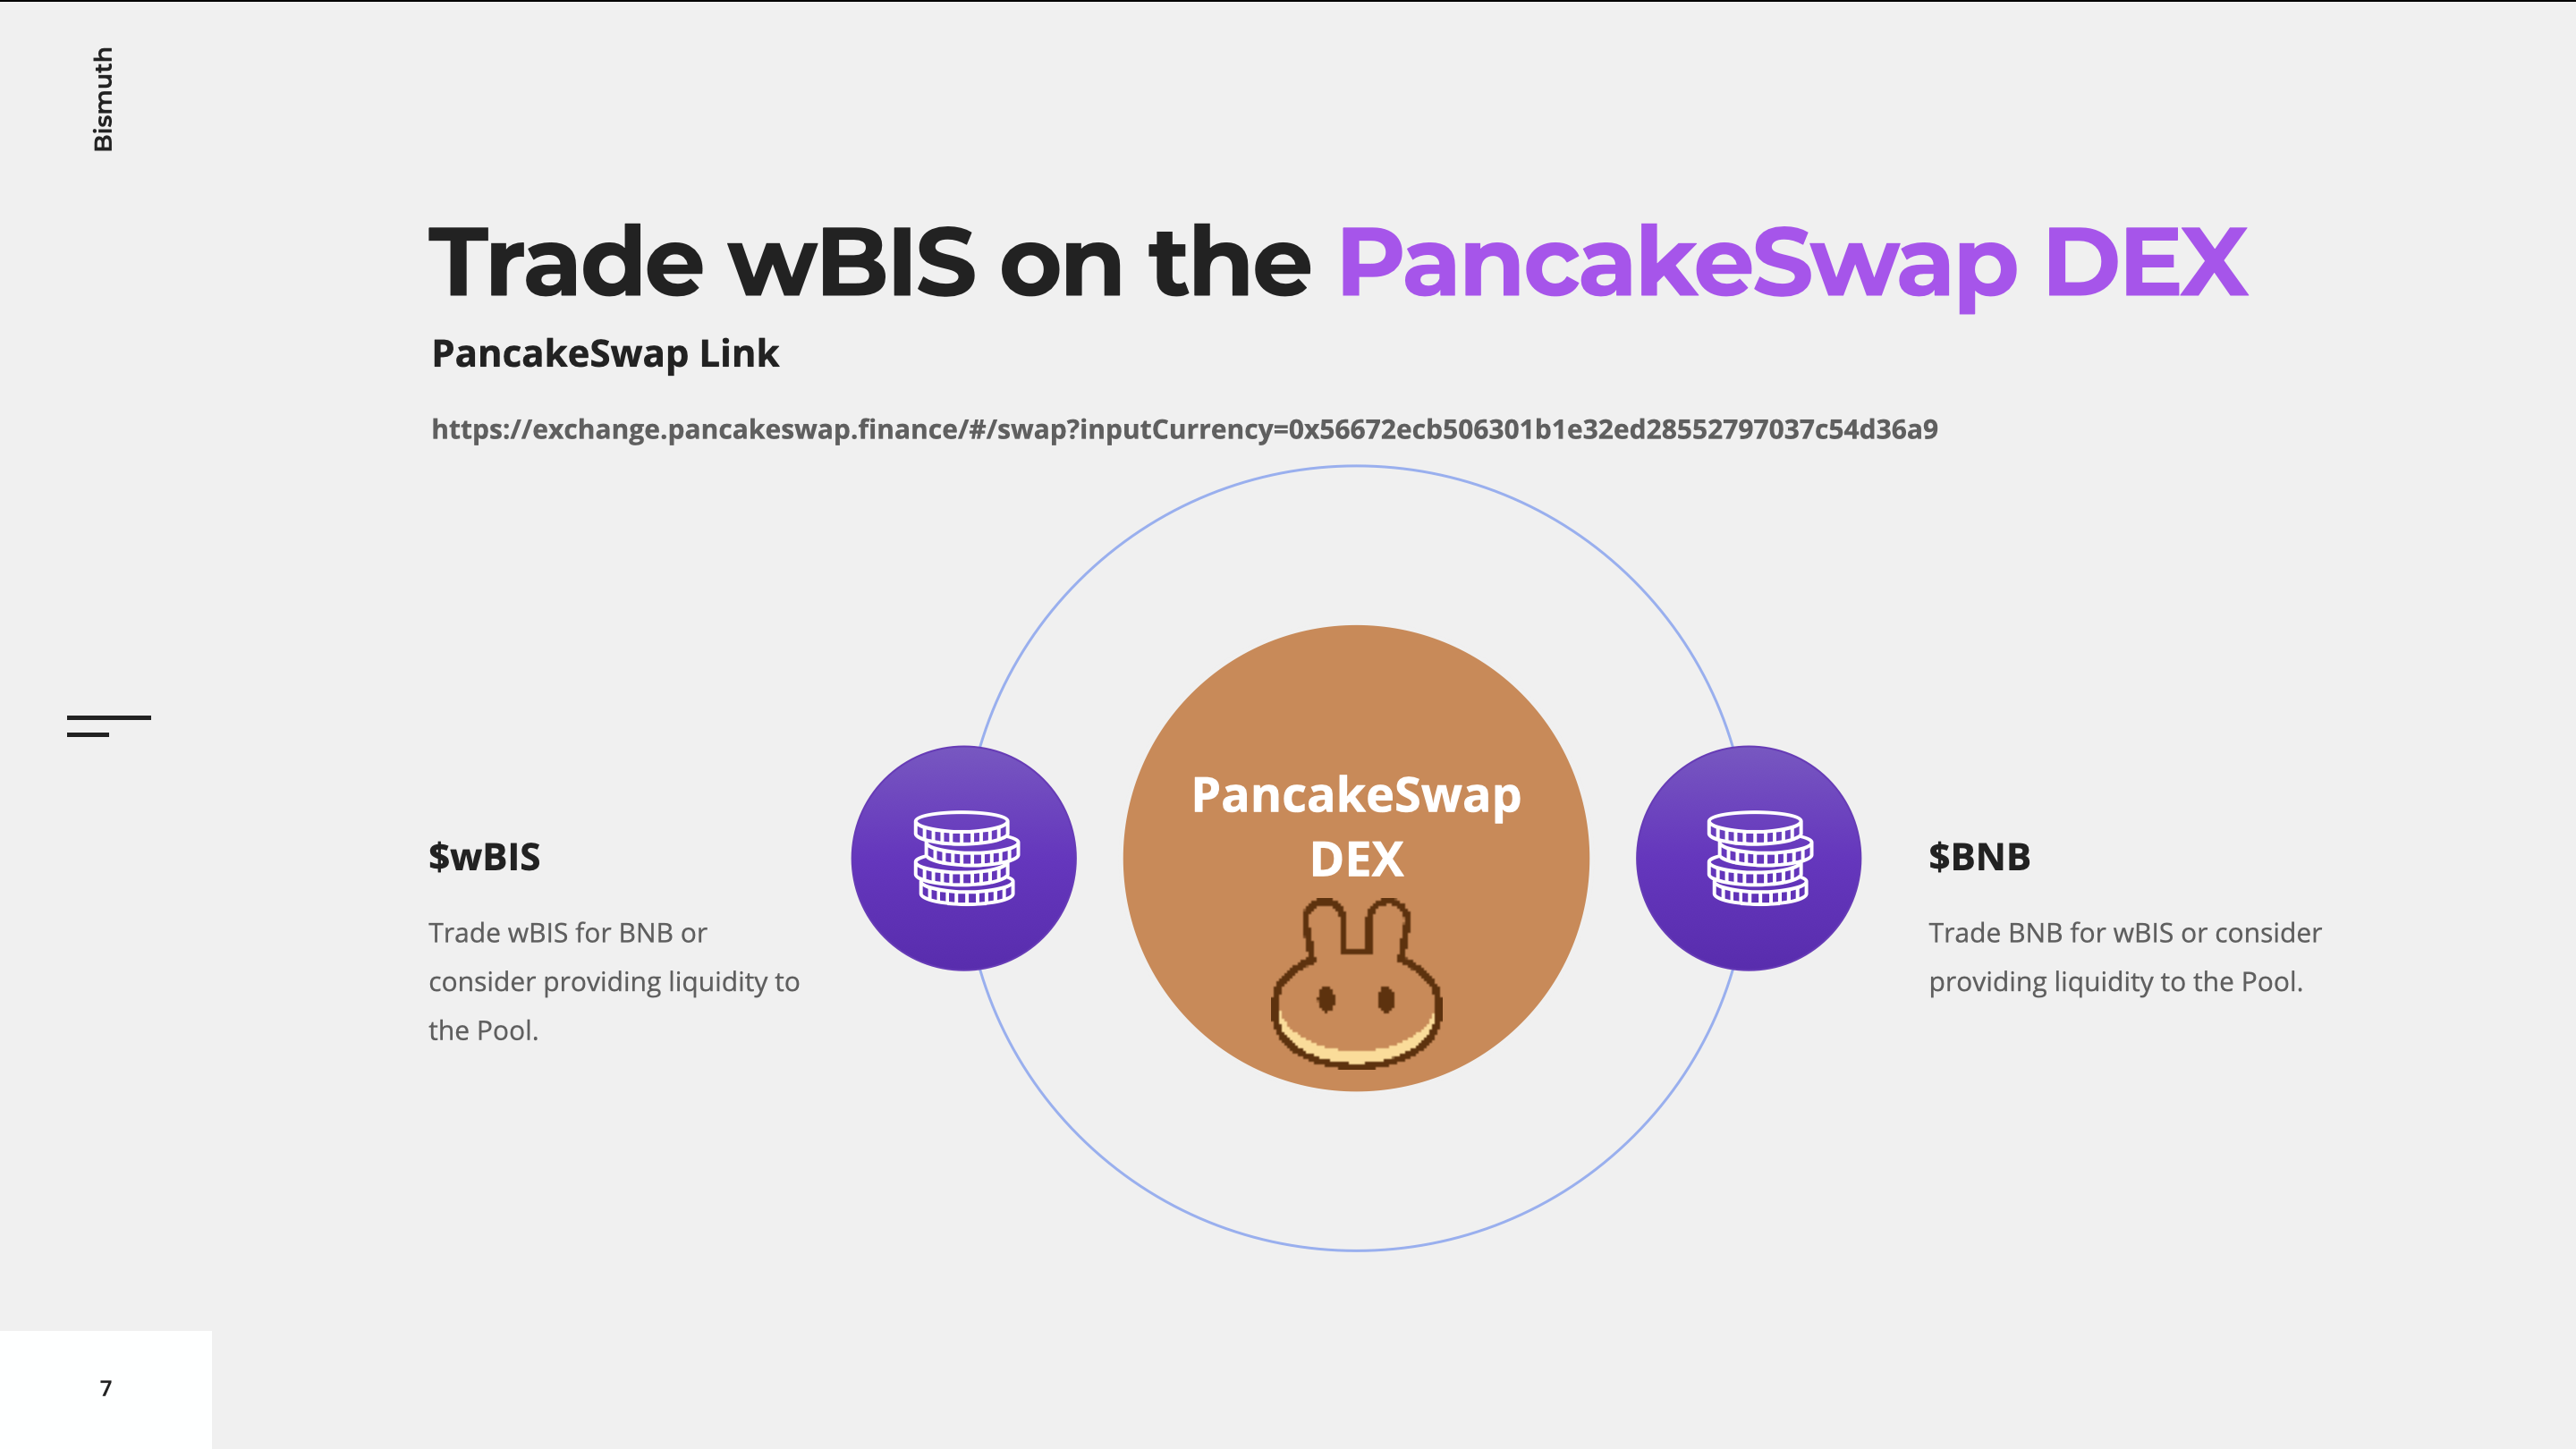 Bismuth
Trade wBIS on the PancakeSwap DEX
PancakeSwap Link
https://exchange.pancakeswap.finance/#/swap?inputCurrency=0x56672ecb506301b1e32ed28552797037c54d36a9
PancakeSwap
DEX
$wBIS
Trade wBIS for BNB or
consider providing liquidity to
the Pool.
$BNB
Trade BNB for wBIS or consider
providing liquidity to the Pool.
7